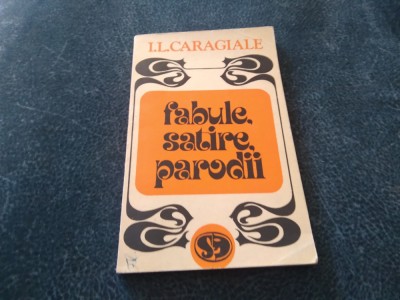 I.L.CARAGIALE
fabule,
satire,
parodii